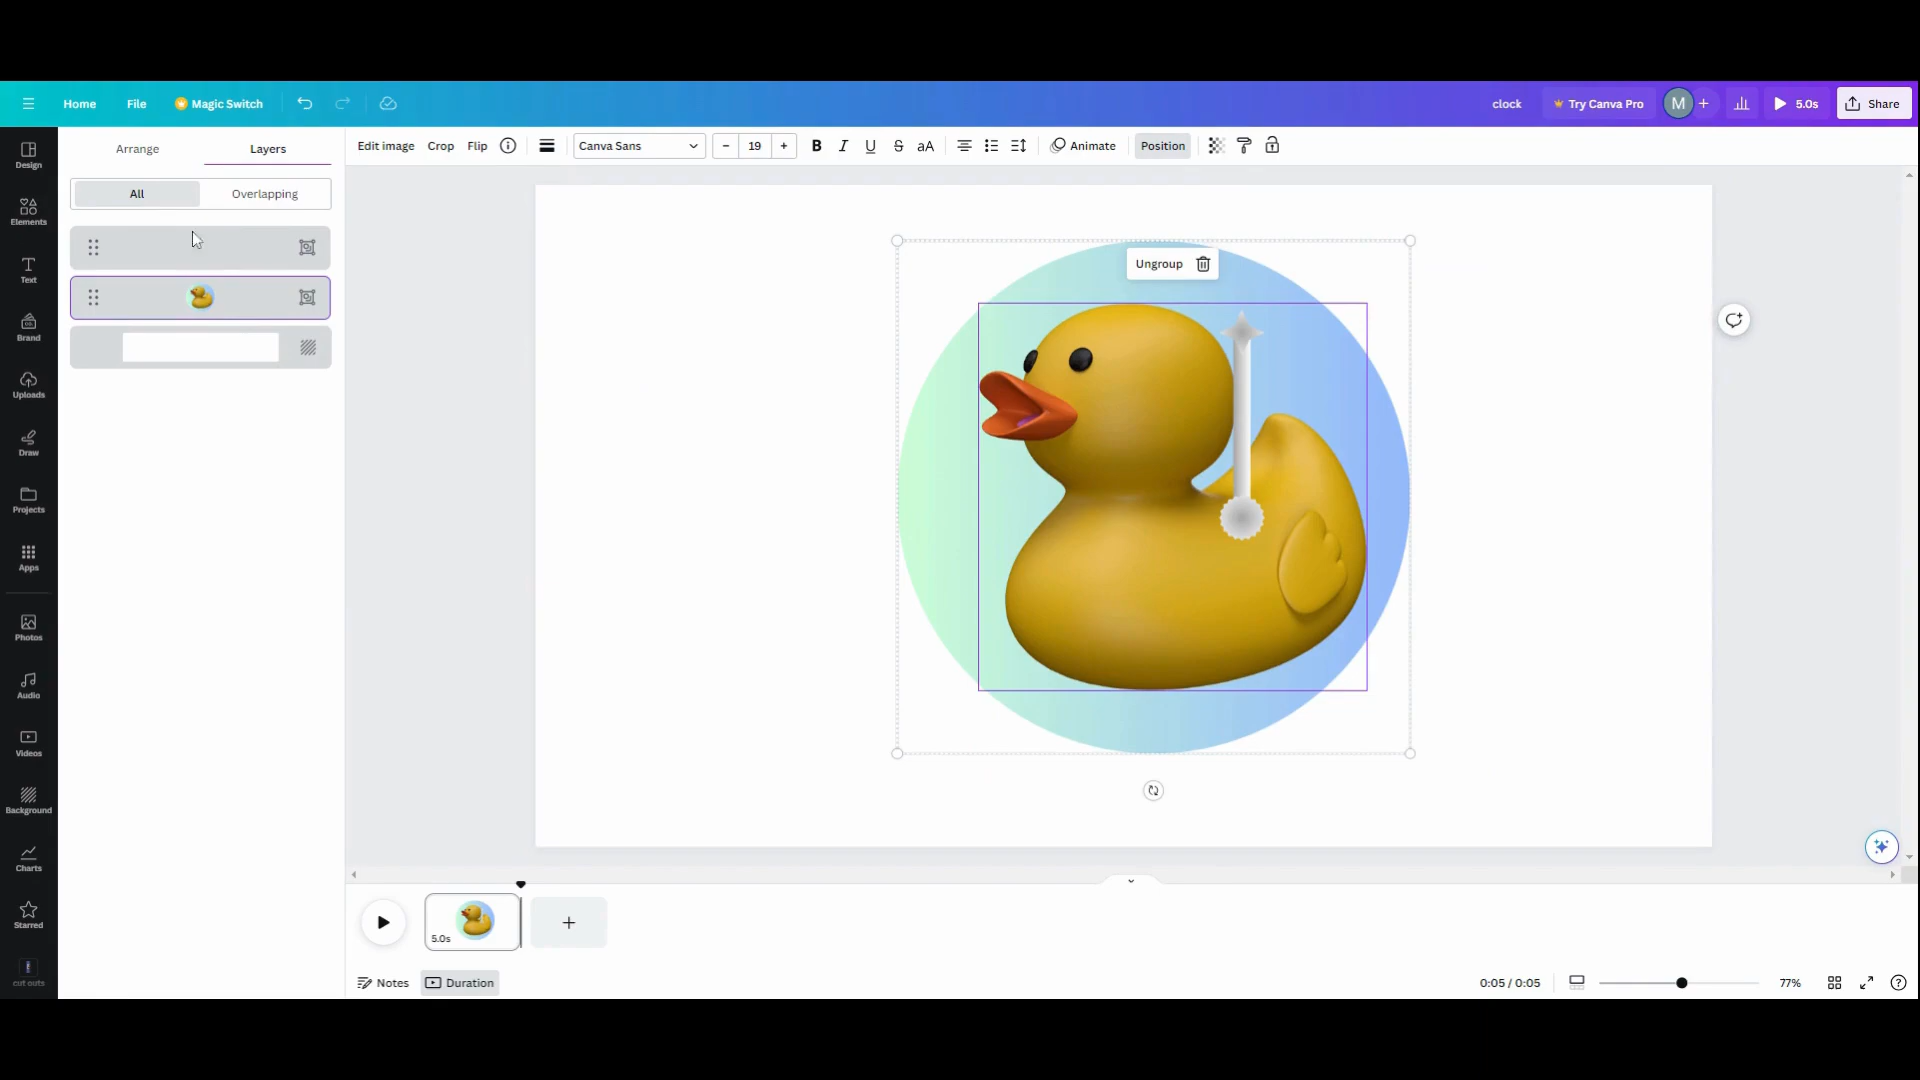 Home File Magic Switch clock Try Canva Pro M + 5.0s Share
Design
Elements
Text
Brand
Uploads
Draw
Projects
Apps
Photos
Audio
Videos
Background
Charts
Starred
cut outs
Arrange Layers
All Overlapping
Edit image Crop Flip Canva Sans - 19 + B I U S aA Animate Position
Ungroup
5.0s
+
Notes Duration 0:05 / 0:05 77% ?